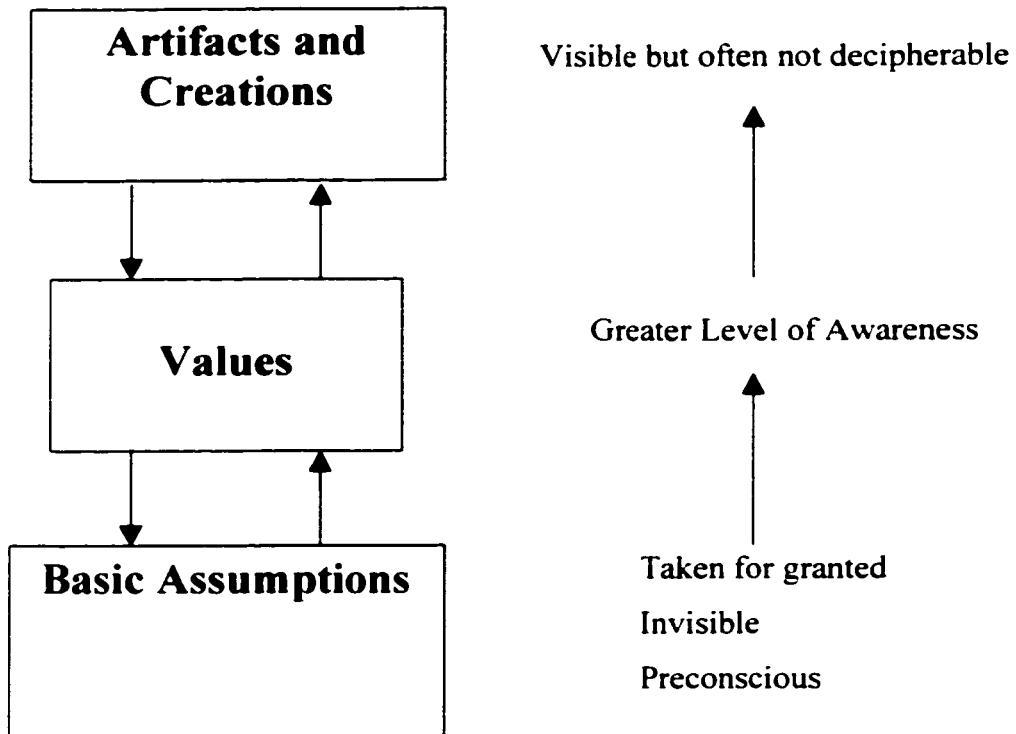 Artifacts and
Creations
Visible but often not decipherable
Values
Greater Level of Awareness
Basic Assumptions
Taken for granted
Invisible
Preconscious